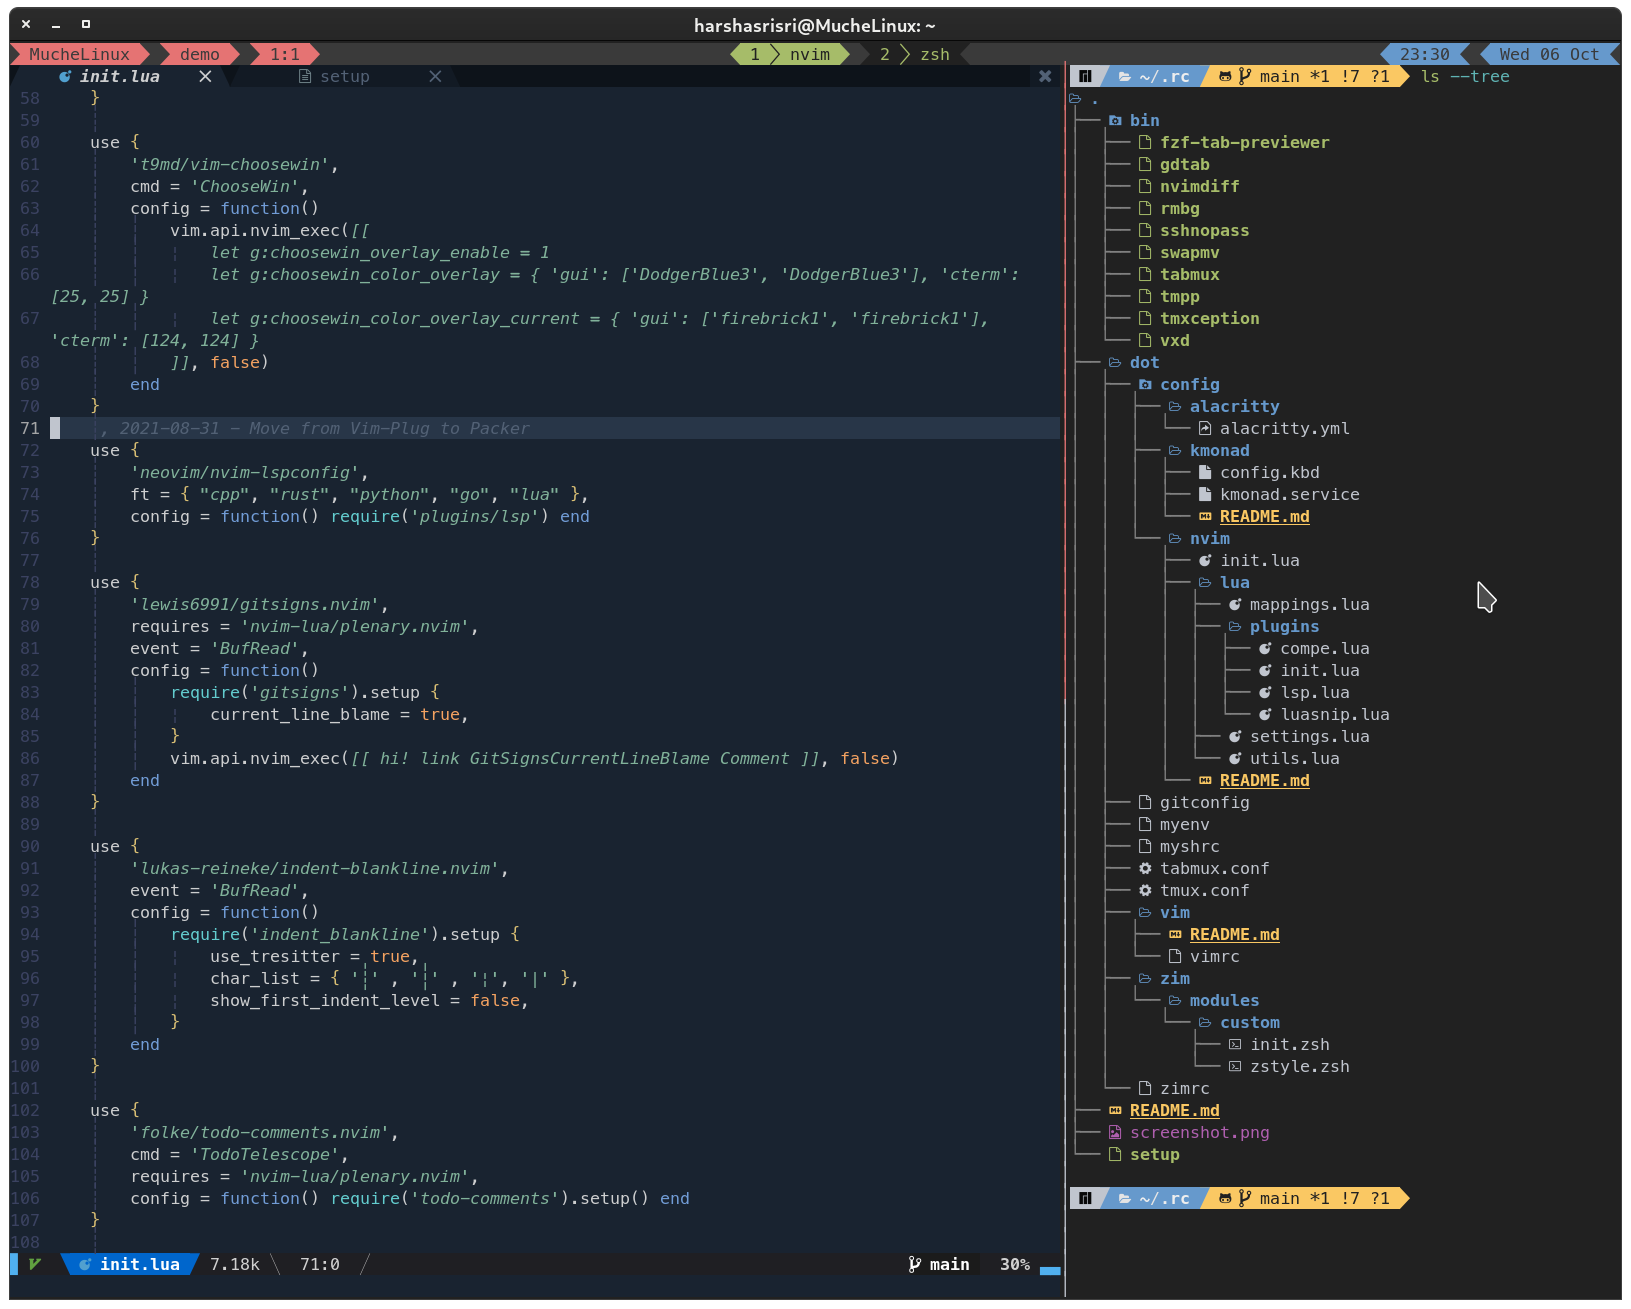 harshasrisri@MucheLinux: ~
MucheLinux demo 1:1 1 nvim 2 zsh 23:30 Wed 06 Oct
init.lua setup
58 }
59
60 use {
61 't9md/vim-choosewin',
62 cmd = 'ChooseWin',
63 config = function()
64 vim.api.nvim_exec([[
65 let g:choosewin_overlay_enable = 1
66 let g:choosewin_color_overlay = { 'gui': ['DodgerBlue3', 'DodgerBlue3'], 'cterm':
[25, 25] }
67 let g:choosewin_color_overlay_current = { 'gui': ['firebrick1', 'firebrick1'],
'cterm': [124, 124] }
68 ]], false)
69 end
70 }
71 , 2021-08-31 - Move from Vim-Plug to Packer
72 use {
73 'neovim/nvim-lspconfig',
74 ft = { "cpp", "rust", "python", "go", "lua" },
75 config = function() require('plugins/lsp') end
76 }
77
78 use {
79 'lewis6991/gitsigns.nvim',
80 requires = 'nvim-lua/plenary.nvim',
81 event = 'BufRead',
82 config = function()
83 require('gitsigns').setup {
84 current_line_blame = true,
85 }
86 vim.api.nvim_exec([[ hi! link GitSignsCurrentLineBlame Comment ]], false)
87 end
88 }
89
90 use {
91 'lukas-reineke/indent-blankline.nvim',
92 event = 'BufRead',
93 config = function()
94 require('indent_blankline').setup {
95 use_tresitter = true,
96 char_list = { '┆' , '┆' , '¦', '|' },
97 show_first_indent_level = false,
98 }
99 end
100 }
101
102 use {
103 'folke/todo-comments.nvim',
104 cmd = 'TodoTelescope',
105 requires = 'nvim-lua/plenary.nvim',
106 config = function() require('todo-comments').setup() end
107 }
108
init.lua 7.18k 71:0 main 30%
~/.rc main *1 !7 ?1 ls --tree
.
bin
fzf-tab-previewer
gdtab
nvimdiff
rmbg
sshnopass
swapmv
tabmux
tmpp
tmxception
vxd
dot
config
alacritty
alacritty.yml
kmonad
config.kbd
kmonad.service
README.md
nvim
init.lua
lua
mappings.lua
plugins
compe.lua
init.lua
lsp.lua
luasnip.lua
settings.lua
utils.lua
README.md
gitconfig
myenv
myshrc
tabmux.conf
tmux.conf
vim
README.md
vimrc
zim
modules
custom
init.zsh
zstyle.zsh
zimrc
README.md
screenshot.png
setup
~/.rc main *1 !7 ?1